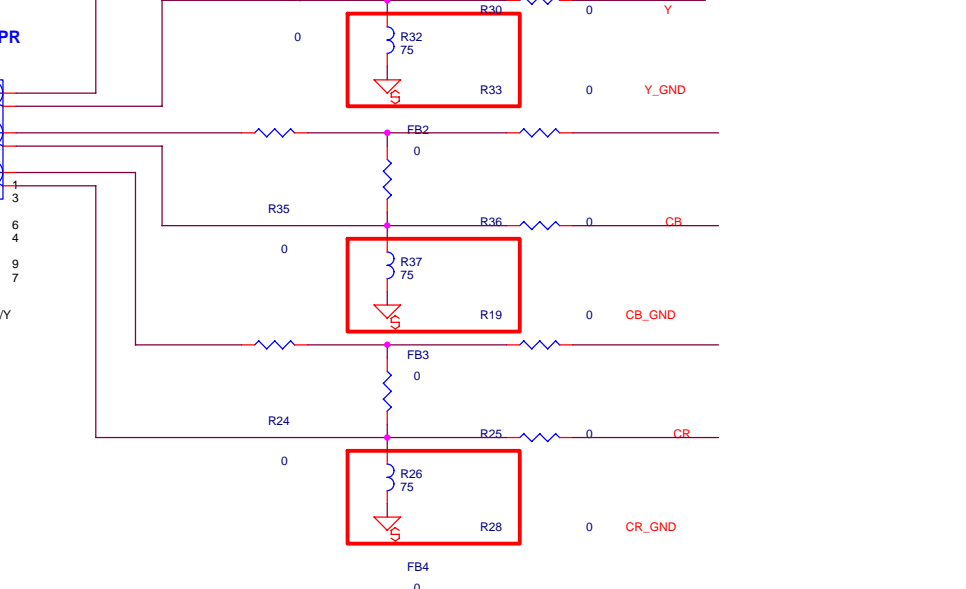 R30 0 Y
PR
0
R32
75
R33 0 Y_GND
FB2
0
1
3
R35
6
R36 0 CB
4
0
9
R37
7
75
/Y
R19 0 CB_GND
FB3
0
R24
R25 0 CR
0
R26
75
R28 0 CR_GND
FB4
0